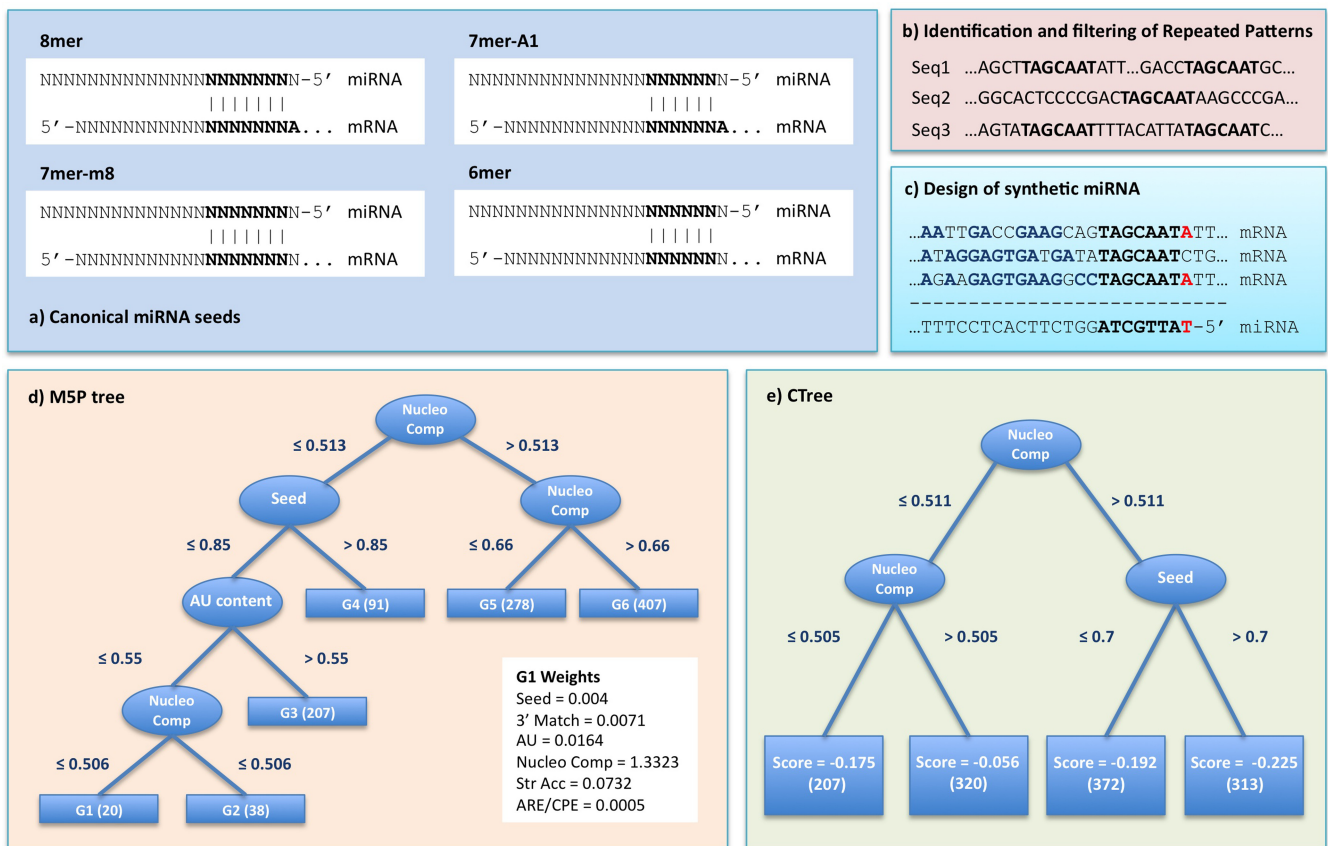 8mer
NNNNNNNNNNNNNNNNNNNNNN-5' miRNA
| | | | | | |
5'-NNNNNNNNNNNNNNNNNNA... mRNA
7mer-A1
NNNNNNNNNNNNNNNNNNNNNN-5' miRNA
| | | | | |
5'-NNNNNNNNNNNNNNNNNNA... mRNA
7mer-m8
NNNNNNNNNNNNNNNNNNNNNN-5' miRNA
| | | | | | |
5'-NNNNNNNNNNNNNNNNNNN... mRNA
6mer
NNNNNNNNNNNNNNNNNNNNNN-5' miRNA
| | | | | |
5'-NNNNNNNNNNNNNNNNNNN... mRNA
a) Canonical miRNA seeds
b) Identification and filtering of Repeated Patterns
Seq1 ...AGCTTAGCAATATT...GACCTAGCAATGC...
Seq2 ...GGCACTCCCCGACTAGCAATAAGCCCGA...
Seq3 ...AGTATAGCAATTTTACATTATAGCAATC...
c) Design of synthetic miRNA
...AATTGACCGAAGCAGTAGCAATATT... mRNA
...ATAGGAGTGATGATATAGCAATCTG... mRNA
...AGAAGAGTGAAGGCCTAGCAATATT... mRNA
---------------------------
...TTTCCTCACTTCTGGATCGTTAT-5' miRNA
d) M5P tree
Nucleo
Comp
≤ 0.513
> 0.513
Seed
Nucleo
Comp
≤ 0.85
> 0.85
≤ 0.66
> 0.66
AU content
G4 (91)
G5 (278)
G6 (407)
≤ 0.55
> 0.55
Nucleo
Comp
G3 (207)
≤ 0.506
≤ 0.506
G1 (20)
G2 (38)
G1 Weights
Seed = 0.004
3' Match = 0.0071
AU = 0.0164
Nucleo Comp = 1.3323
Str Acc = 0.0732
ARE/CPE = 0.0005
e) CTree
Nucleo
Comp
≤ 0.511
> 0.511
Nucleo
Comp
Seed
≤ 0.505
> 0.505
≤ 0.7
> 0.7
Score = -0.175
(207)
Score = -0.056
(320)
Score = -0.192
(372)
Score = -0.225
(313)